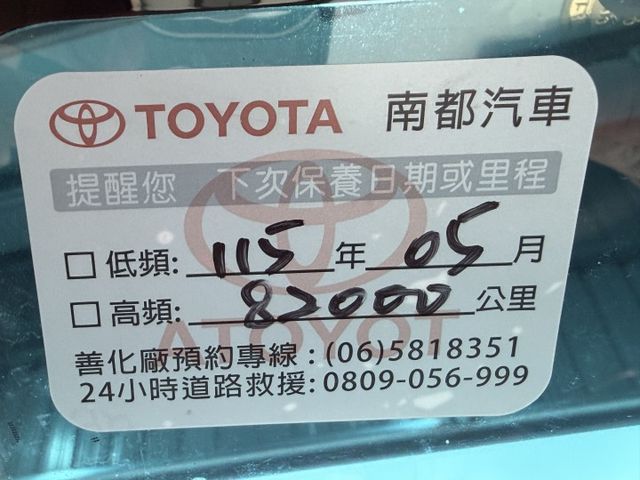 TOYOTA 南都汽車
提醒您 下次保養日期或里程
□ 低頻: 115 年 05 月
□ 高頻: 82000 公里
善化廠預約專線：(06)5818351
24小時道路救援:0809-056-999
TOYOTA